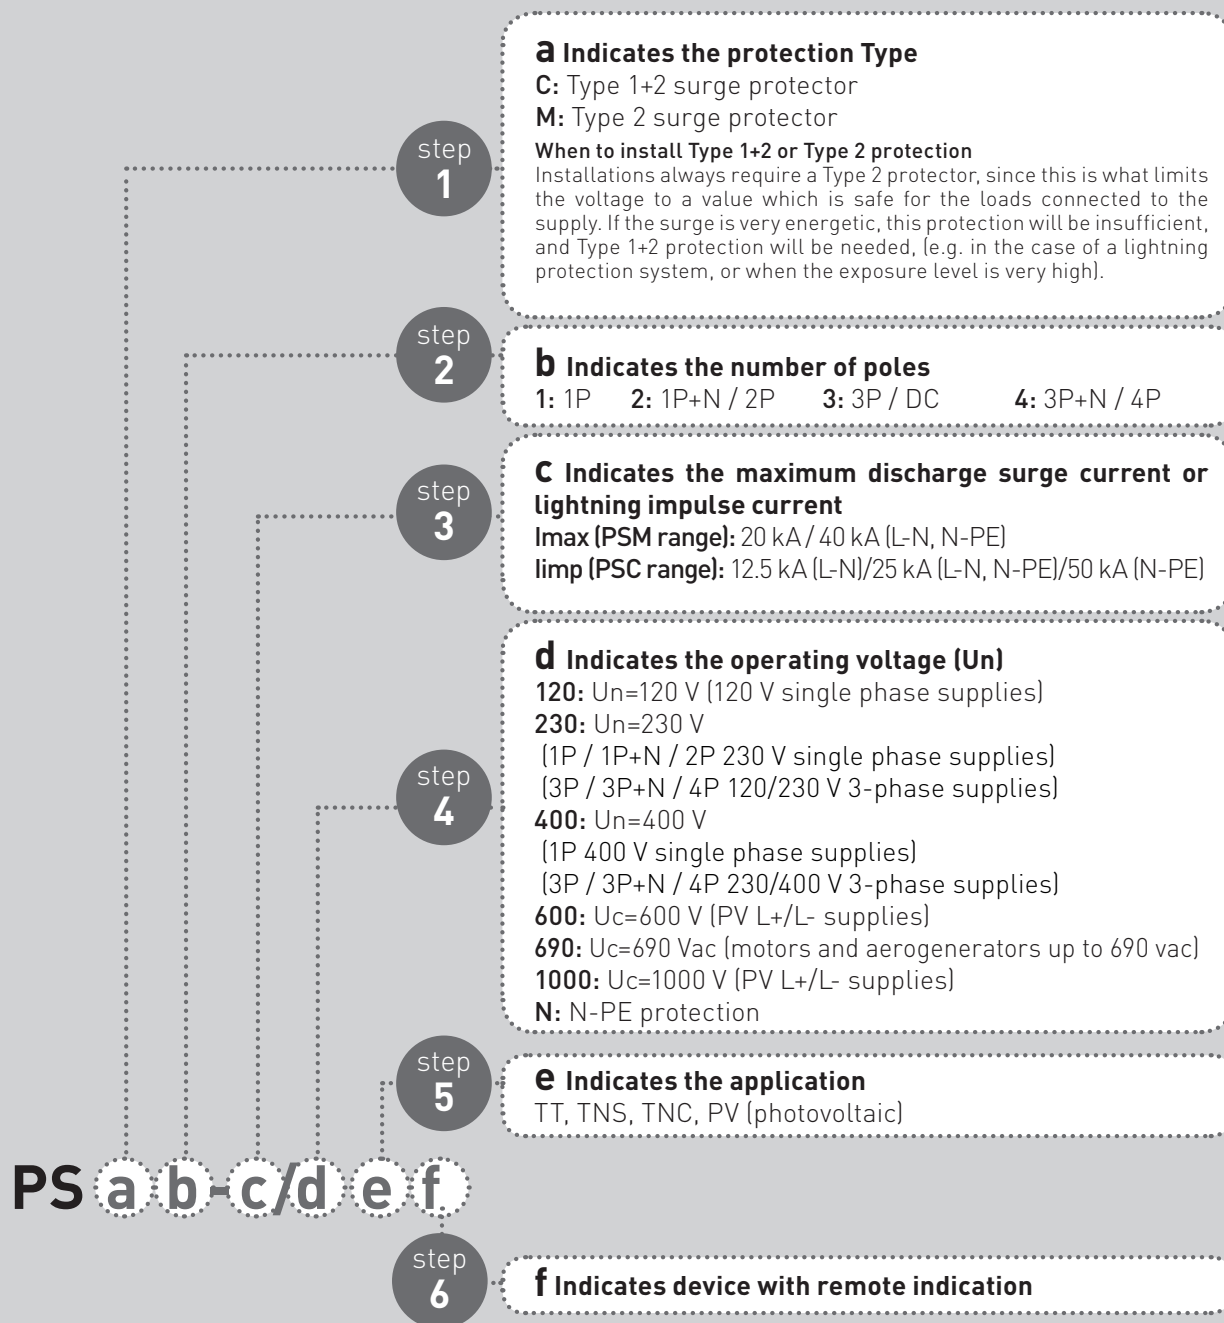 a Indicates the protection Type
C: Type 1+2 surge protector
M: Type 2 surge protector
When to install Type 1+2 or Type 2 protection
Installations always require a Type 2 protector, since this is what limits
the voltage to a value which is safe for the loads connected to the
supply. If the surge is very energetic, this protection will be insufficient,
and Type 1+2 protection will be needed, (e.g. in the case of a lightning
protection system, or when the exposure level is very high).
step
1
step
2
b Indicates the number of poles
1: 1P 2: 1P+N / 2P 3: 3P / DC 4: 3P+N / 4P
step
3
c Indicates the maximum discharge surge current or
lightning impulse current
Imax (PSM range): 20 kA / 40 kA (L-N, N-PE)
Iimp (PSC range): 12.5 kA (L-N)/25 kA (L-N, N-PE)/50 kA (N-PE)
step
4
d Indicates the operating voltage (Un)
120: Un=120 V (120 V single phase supplies)
230: Un=230 V
(1P / 1P+N / 2P 230 V single phase supplies)
(3P / 3P+N / 4P 120/230 V 3-phase supplies)
400: Un=400 V
(1P 400 V single phase supplies)
(3P / 3P+N / 4P 230/400 V 3-phase supplies)
600: Uc=600 V (PV L+/L- supplies)
690: Uc=690 Vac (motors and aerogenerators up to 690 vac)
1000: Uc=1000 V (PV L+/L- supplies)
N: N-PE protection
step
5
e Indicates the application
TT, TNS, TNC, PV (photovoltaic)
PS a b-c/d e f
step
6
f Indicates device with remote indication